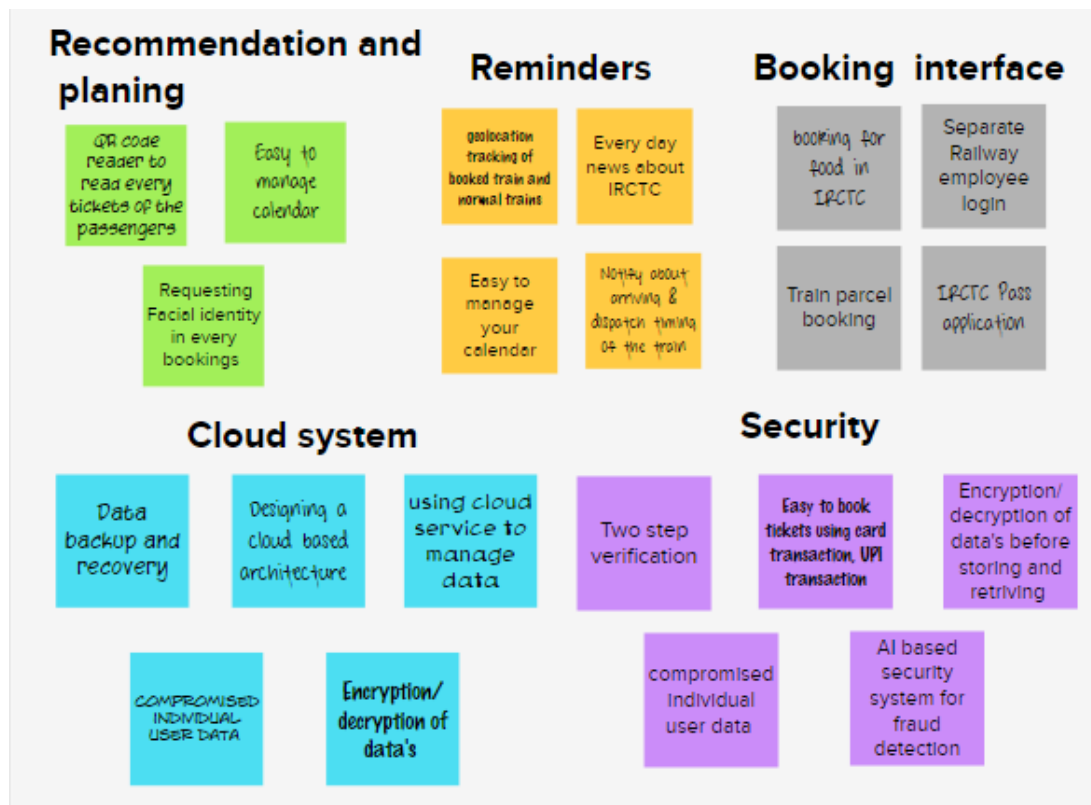 Recommendation and
planing
QR code
reader to
read every
tickets of the
passengers
Easy to
manage
calendar
Requesting
Facial identity
in every
bookings
Reminders
geolocation
tracking of
booked train and
normal trains
Every day
news about
IRCTC
Easy to
manage
your
calendar
Notify about
arriving &
dispatch timing
of the train
Booking interface
booking for
food in
IRCTC
Separate
Railway
employee
login
Train parcel
booking
IRCTC Pass
application
Cloud system
Data
backup and
recovery
Designing a
cloud based
architecture
using cloud
service to
manage
data
COMPROMISED
INDIVIDUAL
USER DATA
Encryption/
decryption of
data's
Security
Two step
verification
Easy to book
tickets using card
transaction, UPI
transaction
Encryption/
decryption of
data's before
storing and
retriving
compromised
individual
user data
AI based
security
system for
fraud
detection